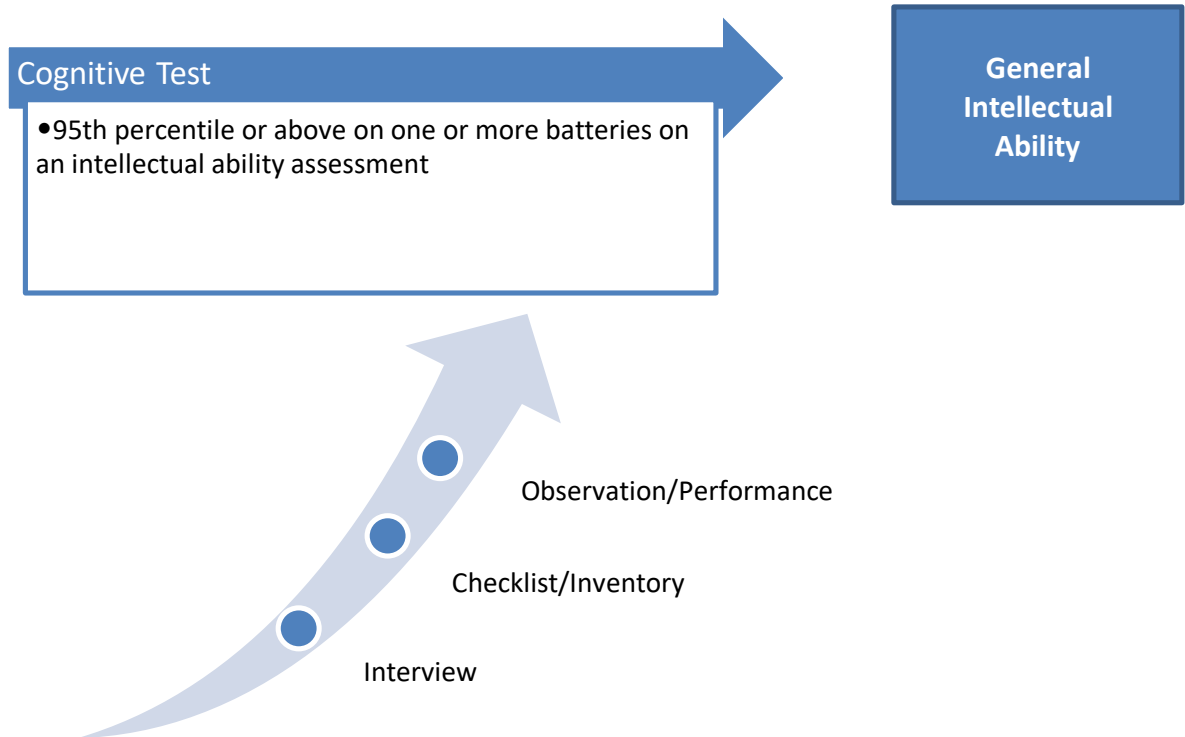 Cognitive Test
•95th percentile or above on one or more batteries on
an intellectual ability assessment
General
Intellectual
Ability
Observation/Performance
Checklist/Inventory
Interview